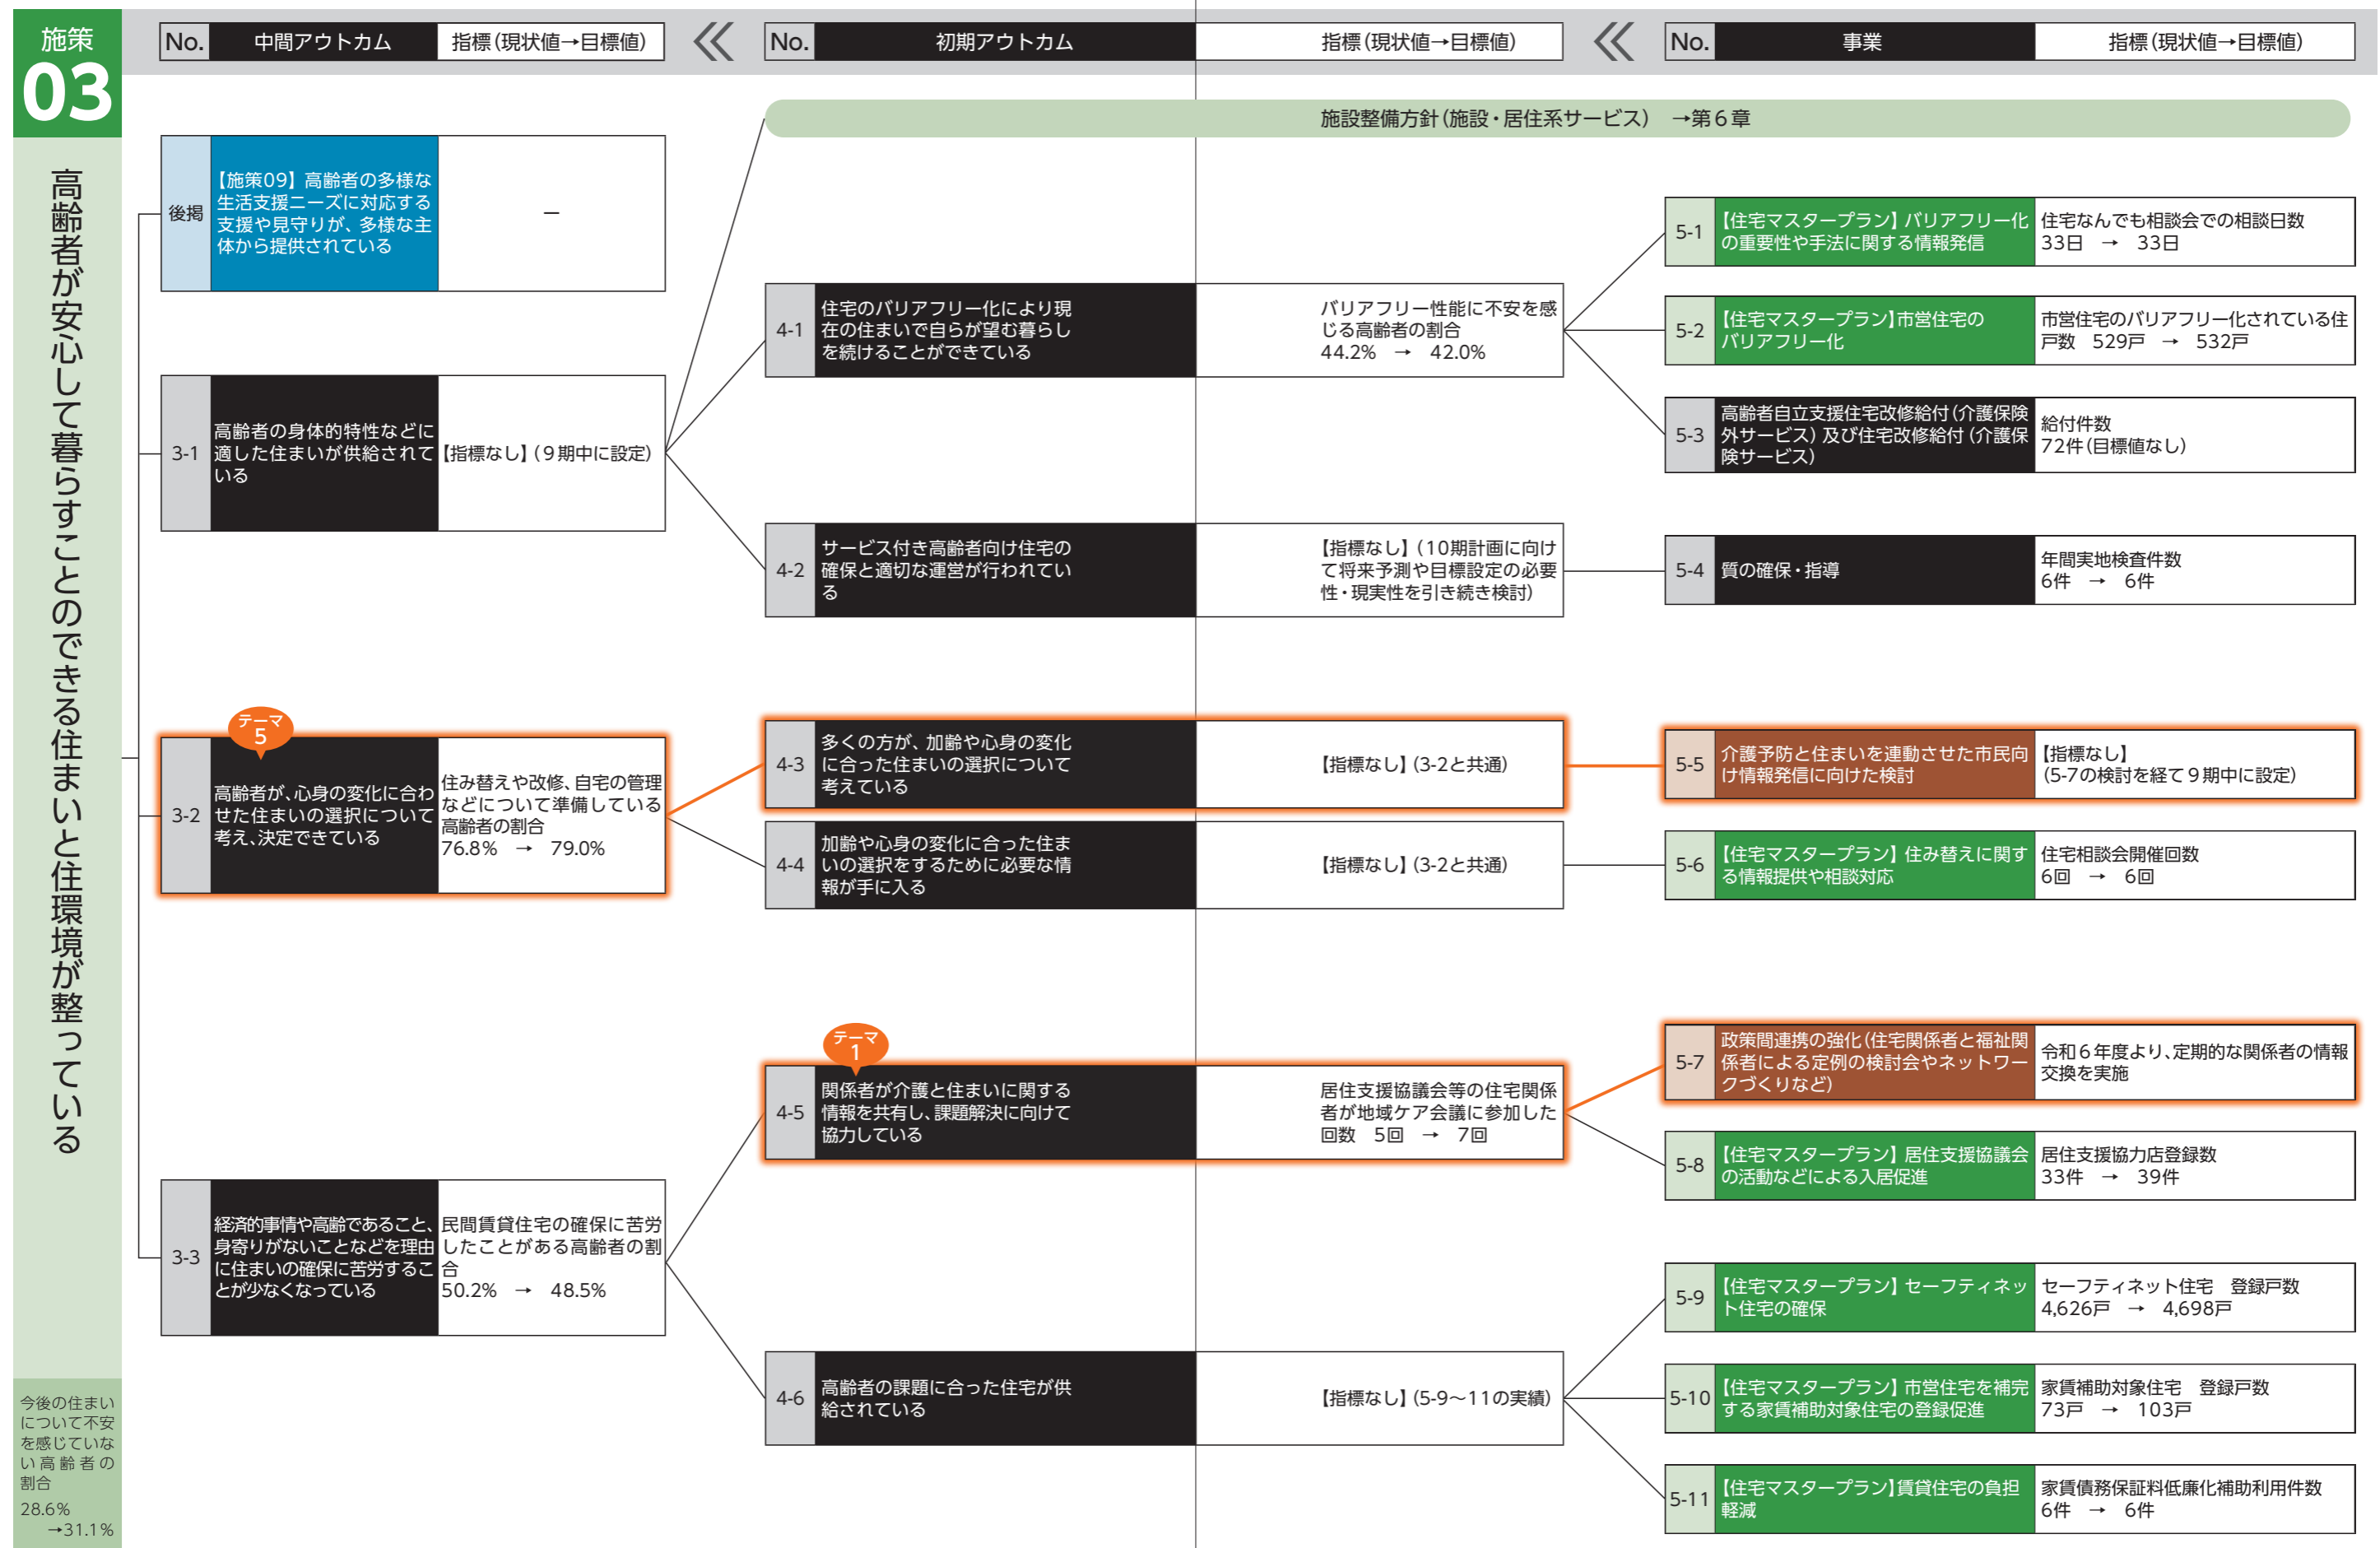 施策
03
高齢者が安心して暮らすことのできる住まいと住環境が整っている
今後の住まい
について不安
を感じていな
い高齢者の
割合
28.6%
→31.1%
No. 中間アウトカム 指標（現状値→目標値）
No. 初期アウトカム 指標（現状値→目標値）
No. 事業 指標（現状値→目標値）
施設整備方針（施設・居住系サービス） →第６章
後掲
【施策09】高齢者の多様な
生活支援ニーズに対応する
支援や見守りが、多様な主
体から提供されている
－
3-1
高齢者の身体的特性などに
適した住まいが供給されて
いる
【指標なし】（９期中に設定）
4-1
住宅のバリアフリー化により現
在の住まいで自らが望む暮らし
を続けることができている
バリアフリー性能に不安を感
じる高齢者の割合
44.2% → 42.0%
5-1
【住宅マスタープラン】バリアフリー化
の重要性や手法に関する情報発信
住宅なんでも相談会での相談日数
33日 → 33日
5-2
【住宅マスタープラン】市営住宅の
バリアフリー化
市営住宅のバリアフリー化されている住
戸数 529戸 → 532戸
5-3
高齢者自立支援住宅改修給付（介護保険
外サービス）及び住宅改修給付（介護保
険サービス）
給付件数
72件（目標値なし）
4-2
サービス付き高齢者向け住宅の
確保と適切な運営が行われてい
る
【指標なし】（10期計画に向け
て将来予測や目標設定の必要
性・現実性を引き続き検討）
5-4
質の確保・指導
年間実地検査件数
6件 → 6件
テーマ
5
3-2
高齢者が、心身の変化に合わ
せた住まいの選択について
考え、決定できている
住み替えや改修、自宅の管理
などについて準備している
高齢者の割合
76.8% → 79.0%
4-3
多くの方が、加齢や心身の変化
に合った住まいの選択について
考えている
【指標なし】（3-2と共通）
5-5
介護予防と住まいを連動させた市民向
け情報発信に向けた検討
【指標なし】
（5-7の検討を経て９期中に設定）
4-4
加齢や心身の変化に合った住ま
いの選択をするために必要な情
報が手に入る
【指標なし】（3-2と共通）
5-6
【住宅マスタープラン】住み替えに関す
る情報提供や相談対応
住宅相談会開催回数
6回 → 6回
3-3
経済的事情や高齢であること、
身寄りがないことなどを理由
に住まいの確保に苦労するこ
とが少なくなっている
民間賃貸住宅の確保に苦労
したことがある高齢者の割
合
50.2% → 48.5%
テーマ
1
4-5
関係者が介護と住まいに関する
情報を共有し、課題解決に向けて
協力している
居住支援協議会等の住宅関係
者が地域ケア会議に参加した
回数 5回 → 7回
5-7
政策間連携の強化（住宅関係者と福祉関
係者による定例の検討会やネットワー
クづくりなど）
令和６年度より、定期的な関係者の情報
交換を実施
5-8
【住宅マスタープラン】居住支援協議会
の活動などによる入居促進
居住支援協力店登録数
33件 → 39件
4-6
高齢者の課題に合った住宅が供
給されている
【指標なし】（5-9～11の実績）
5-9
【住宅マスタープラン】セーフティネッ
ト住宅の確保
セーフティネット住宅 登録戸数
4,626戸 → 4,698戸
5-10
【住宅マスタープラン】市営住宅を補完
する家賃補助対象住宅の登録促進
家賃補助対象住宅 登録戸数
73戸 → 103戸
5-11
【住宅マスタープラン】賃貸住宅の負担
軽減
家賃債務保証料低廉化補助利用件数
6件 → 6件